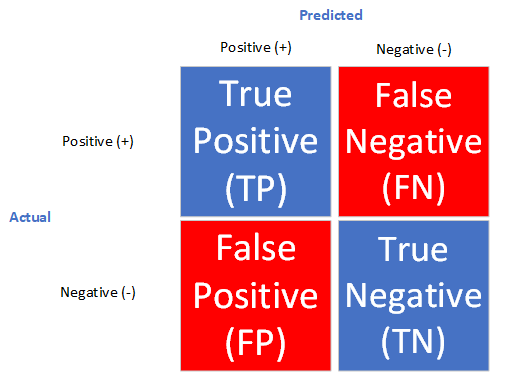 Predicted
Positive (+)
Negative (-)
Positive (+)
True
Positive
(TP)
False
Negative
(FN)
Actual
Negative (-)
False
Positive
(FP)
True
Negative
(TN)